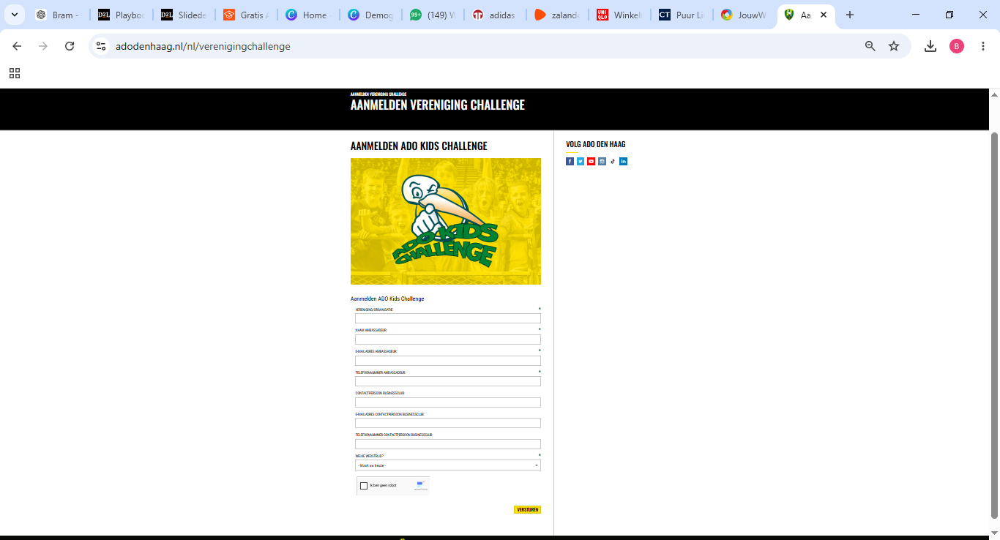 Bram -
Playbo
Slidede
Gratis A
Home -
Demog
(149) W
adidas
zalando
Winkel
Puur Li
JouwW
Aa
adodenhaag.nl/nl/verenigingchallenge
B
AANMELDEN VERENIGING CHALLENGE
AANMELDEN VERENIGING CHALLENGE
AANMELDEN ADO KIDS CHALLENGE
ADO KIDS
CHALLENGE
Aanmelden ADO Kids Challenge
VERENIGING/ORGANISATIE: *
NAAM AMBASSADEUR: *
E-MAILADRES AMBASSADEUR: *
TELEFOONNUMMER AMBASSADEUR: *
CONTACTPERSOON BUSINESSCLUB:
E-MAILADRES CONTACTPERSOON BUSINESSCLUB:
TELEFOONNUMMER CONTACTPERSOON BUSINESSCLUB:
WELKE WEDSTRIJD?: *
- Maak uw keuze -
Ik ben geen robot
VERSTUREN
VOLG ADO DEN HAAG